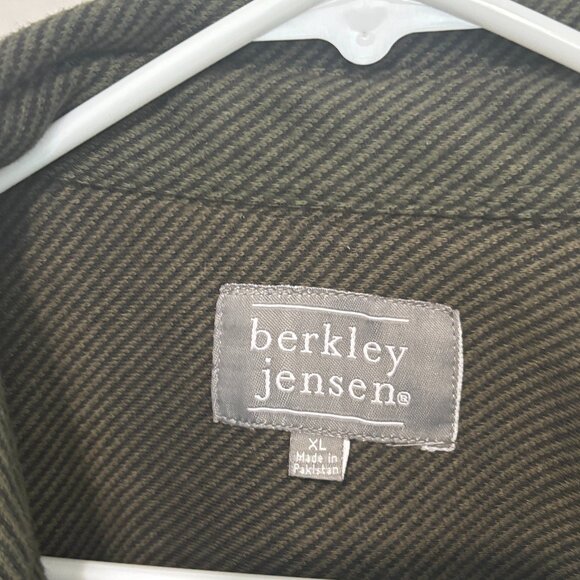 berkley
jensen®
XL
Made in
Pakistan